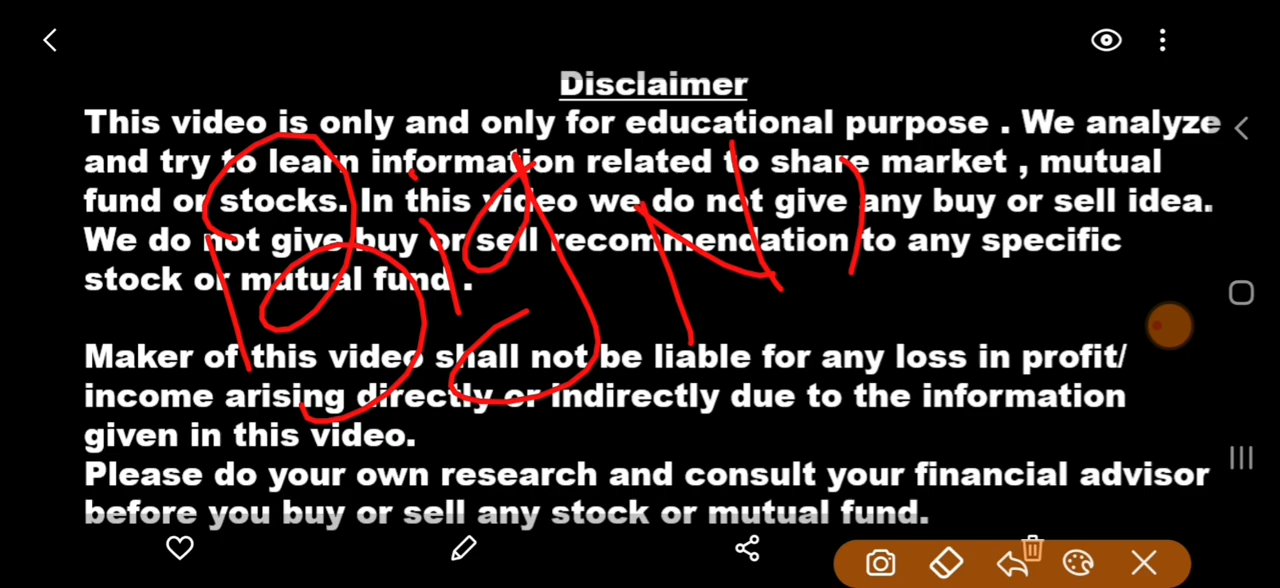 Disclaimer
This video is only and only for educational purpose . We analyze
and try to learn information related to share market , mutual
fund or stocks. In this video we do not give any buy or sell idea.
We do not give buy or sell recommendation to any specific
stock or mutual fund .
Maker of this video shall not be liable for any loss in profit/
income arising directly or indirectly due to the information
given in this video.
Please do your own research and consult your financial advisor
before you buy or sell any stock or mutual fund.